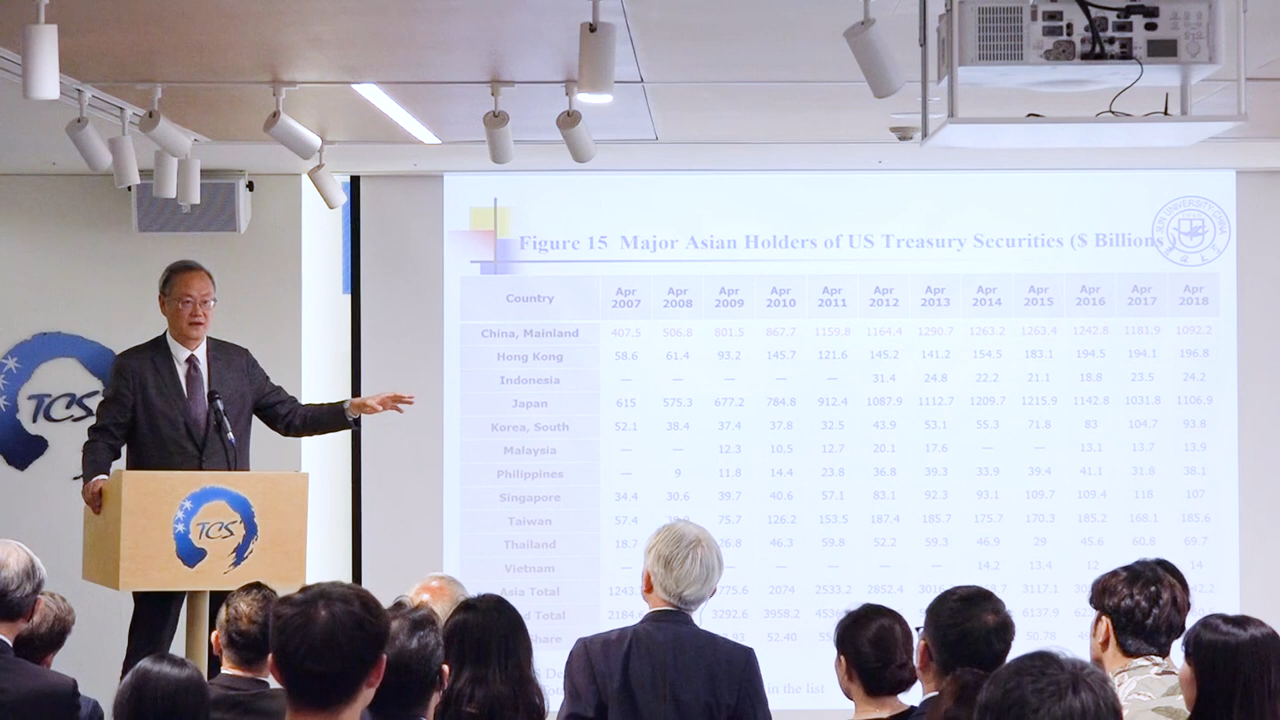 Figure 15 Major Asian Holders of US Treasury Securities ($ Billions)
UNIVERSITY, CHINA
Country Apr 2007 Apr 2008 Apr 2009 Apr 2010 Apr 2011 Apr 2012 Apr 2013 Apr 2014 Apr 2015 Apr 2016 Apr 2017 Apr 2018
China, Mainland 407.5 506.8 801.5 867.7 1159.8 1164.4 1290.7 1263.2 1263.4 1242.8 1181.9 1092.2
Hong Kong 58.6 61.4 93.2 145.7 121.6 145.2 141.2 154.5 183.1 194.5 194.1 196.8
Indonesia — — — — — 31.4 24.8 22.2 21.1 18.8 23.5 24.2
Japan 615 575.3 677.2 784.8 912.4 1087.9 1112.7 1209.7 1215.9 1142.8 1031.8 1106.9
Korea, South 52.1 38.4 37.4 37.8 32.5 43.9 53.1 55.3 71.8 83 104.7 93.8
Malaysia — — 12.3 10.5 12.7 20.1 17.6 — — 13.1 13.7 13.9
Philippines — 9 11.8 14.4 23.8 36.8 39.3 33.9 39.4 41.1 31.8 38.1
Singapore 34.4 30.6 39.7 40.6 57.1 83.1 92.3 93.1 109.7 109.4 118 107
Taiwan 57.4 75.7 126.2 153.5 187.4 185.7 175.7 170.3 185.2 168.1 185.6
Thailand 18.7 26.8 46.3 59.8 52.2 59.3 46.9 29 45.6 60.8 69.7
Vietnam — — — — — — — 14.2 13.4 12 14
Asia Total 2074 2533.2 2852.4 3117.1
Total 3292.6 3958.2 6137.9
Share 52.40 50.78
in the list
TCS
TCS